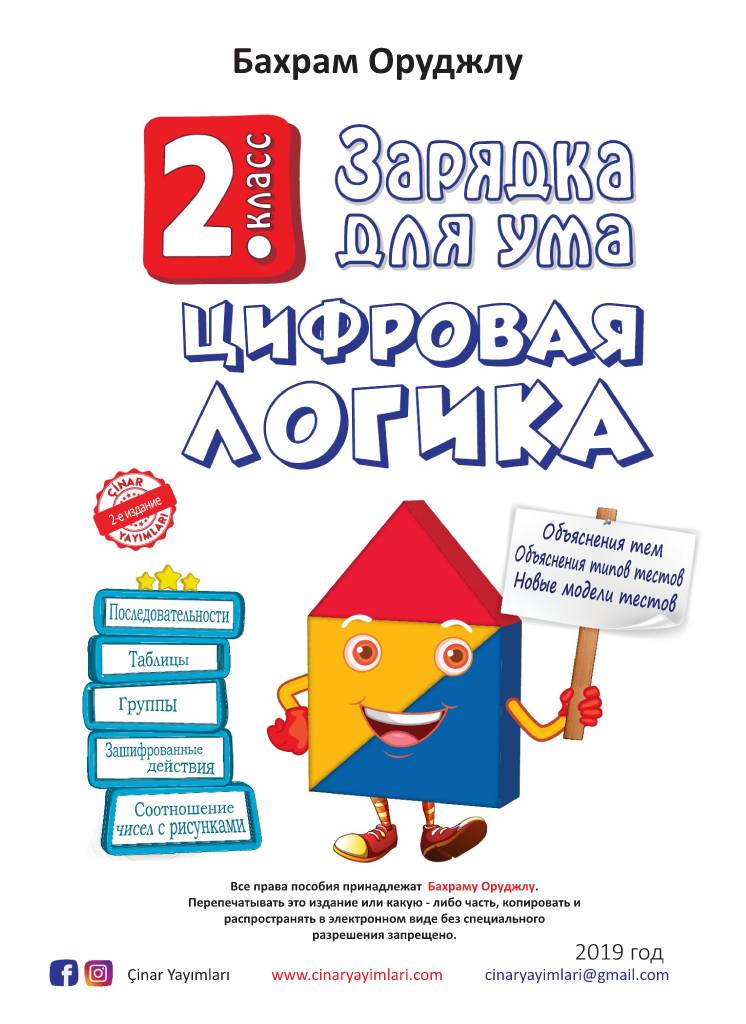 Бахрам Оруджлу
2 класс
Зарядка
для ума
ЦИФРОВАЯ
ЛОГИКА
ÇİNAR
2-е издание
YAYIMLARI
Объяснения тем
Объяснения типов тестов
Новые модели тестов
Последовательности
Таблицы
Группы
Зашифрованные
действия
Соотношение
чисел с рисунками
Все права пособия принадлежат Бахраму Оруджлу.
Перепечатывать это издание или какую - либо часть, копировать и
распространять в электронном виде без специального
разрешения запрещено.
2019 год
Çinar Yayımları www.cinaryayimlari.com cinaryayimlari@gmail.com